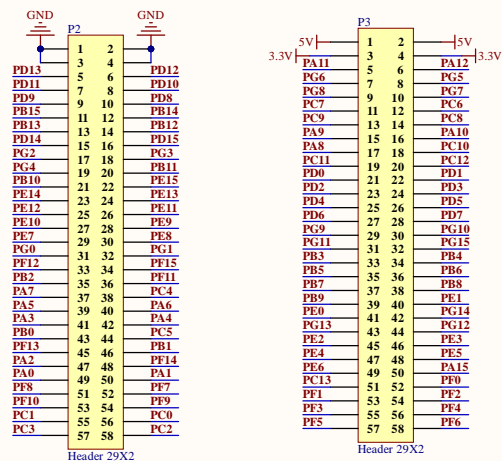 GND GND
P2
1 2
3 4
PD13 5 6 PD12
PD11 7 8 PD10
PD9 9 10 PD8
PB15 11 12 PB14
PB13 13 14 PB12
PD14 15 16 PD15
PG2 17 18 PG3
PG4 19 20 PB11
PB10 21 22 PE15
PE14 23 24 PE13
PE12 25 26 PE11
PE10 27 28 PE9
PE7 29 30 PE8
PG0 31 32 PG1
PF12 33 34 PF15
PB2 35 36 PF11
PA7 37 38 PC4
PA5 39 40 PA6
PA3 41 42 PA4
PB0 43 44 PC5
PF13 45 46 PB1
PA2 47 48 PF14
PA0 49 50 PA1
PF8 51 52 PF7
PF10 53 54 PF9
PC1 55 56 PC0
PC3 57 58 PC2
Header 29X2
P3
5V 1 2 5V
3.3V 3 4 3.3V
PA11 5 6 PA12
PG6 7 8 PG5
PG8 9 10 PG7
PC7 11 12 PC6
PC9 13 14 PC8
PA9 15 16 PA10
PA8 17 18 PC10
PC11 19 20 PC12
PD0 21 22 PD1
PD2 23 24 PD3
PD4 25 26 PD5
PD6 27 28 PD7
PG9 29 30 PG10
PG11 31 32 PG15
PB3 33 34 PB4
PB5 35 36 PB6
PB7 37 38 PB8
PB9 39 40 PE1
PE0 41 42 PG14
PG13 43 44 PG12
PE2 45 46 PE3
PE4 47 48 PE5
PE6 49 50 PA15
PC13 51 52 PF0
PF1 53 54 PF2
PF3 55 56 PF4
PF5 57 58 PF6
Header 29X2